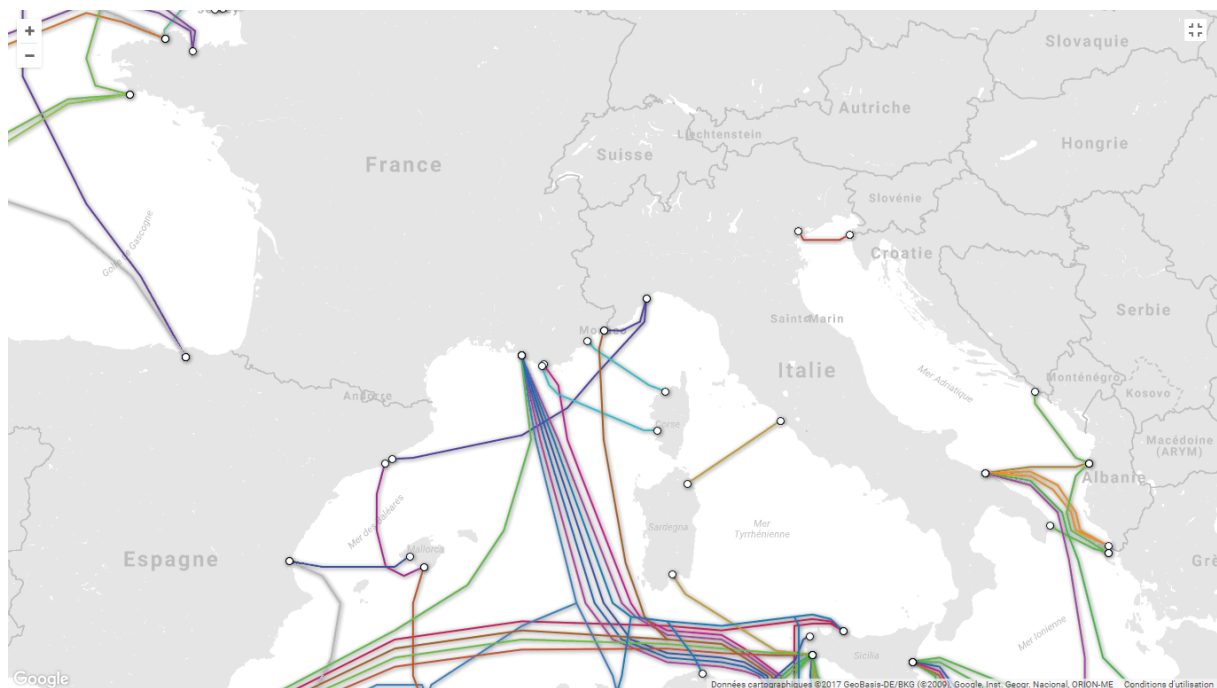 +
−
Slovaquie
Autriche
Liechtenstein
Hongrie
Suisse
France
Slovénie
Golfe de Gascogne
Croatie
Serbie
Saint-Marin
Italie
Mer Adriatique
Monténégro
Kosovo
Andorre
Corse
Macédoine
(ARYM)
Albanie
Mer des Baléares
Mer
Tyrrhénienne
Sardegna
Mallorca
Espagne
Mer Ionienne
Sicilia
Google
Données cartographiques ©2017 GeoBasis-DE/BKG (©2009), Google, Inst. Geogr. Nacional, ORION-ME
Conditions d'utilisation